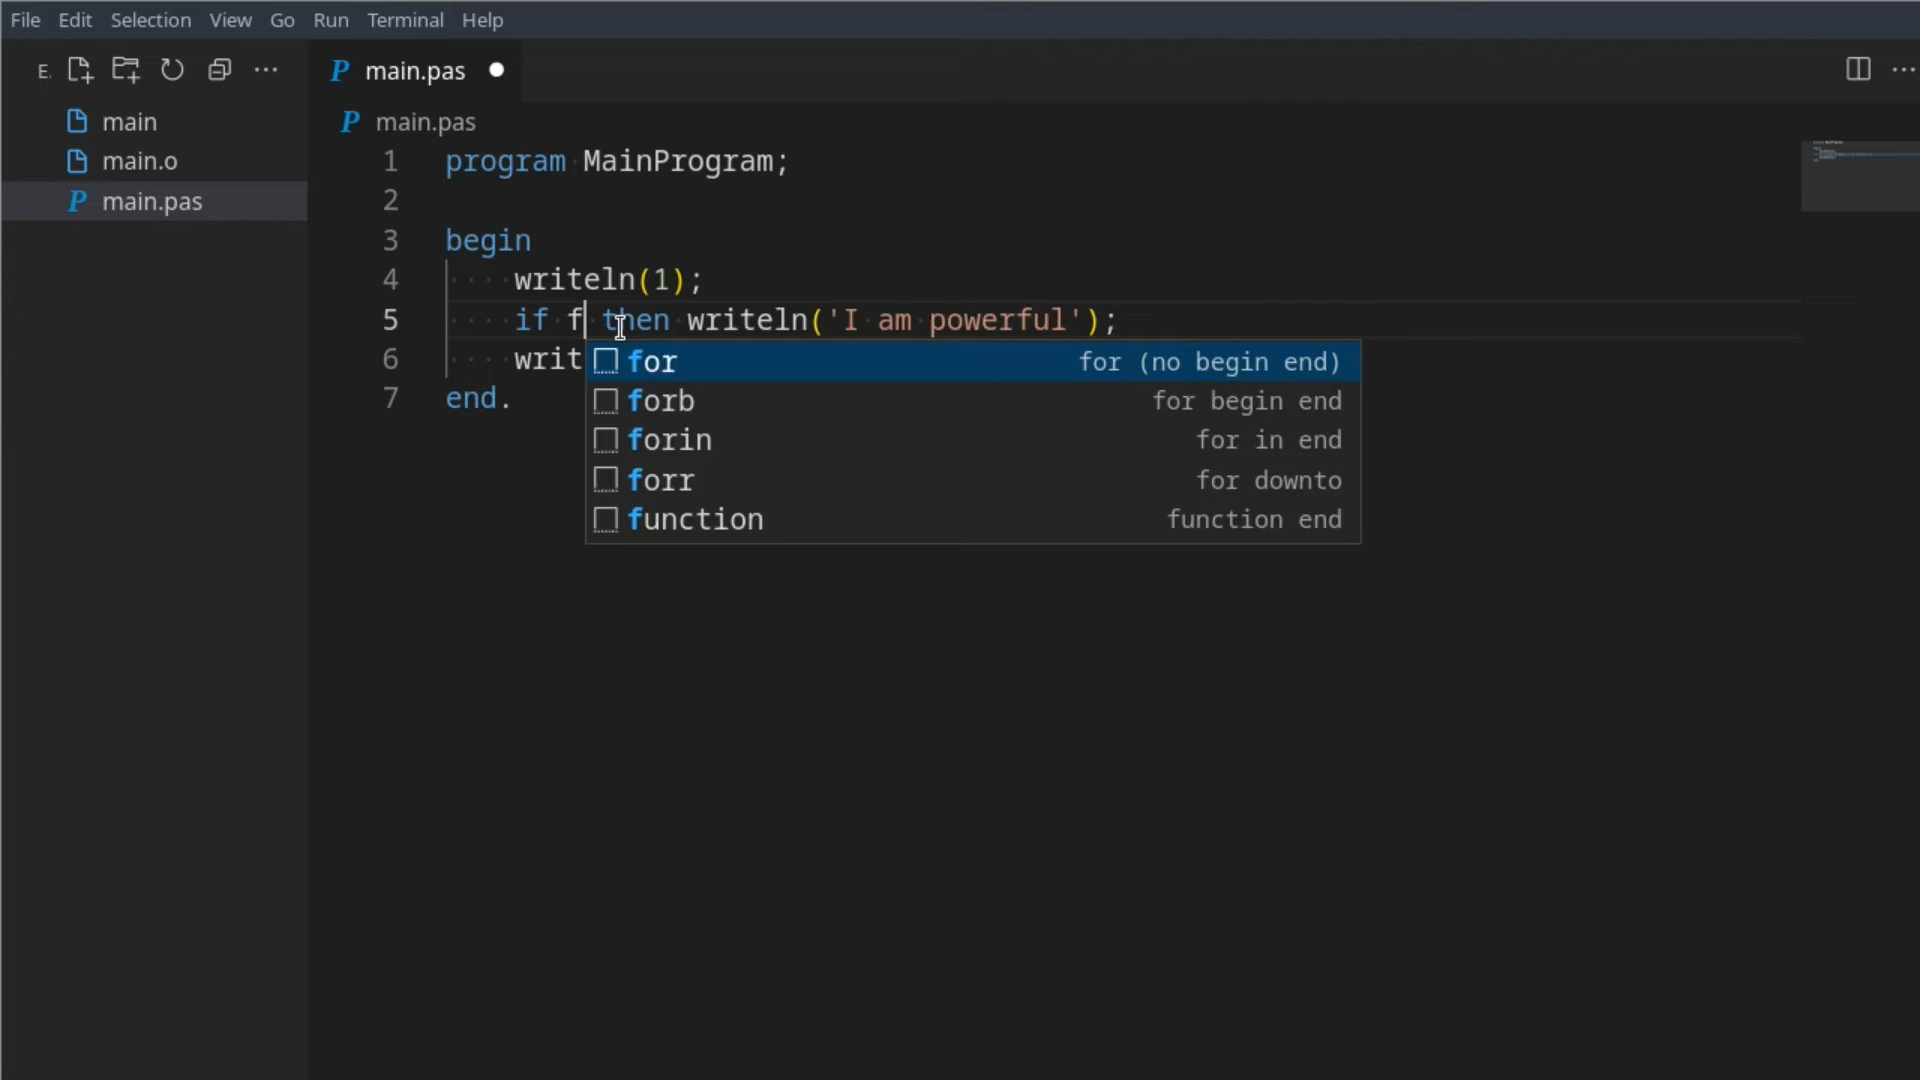 File Edit Selection View Go Run Terminal Help
E.
main.pas
main
main.o
main.pas
main.pas
1 program MainProgram;
2
3 begin
4 writeln(1);
5 if f then writeln('I am powerful');
6 writ
7 end.
for for (no begin end)
forb for begin end
forin for in end
forr for downto
function function end